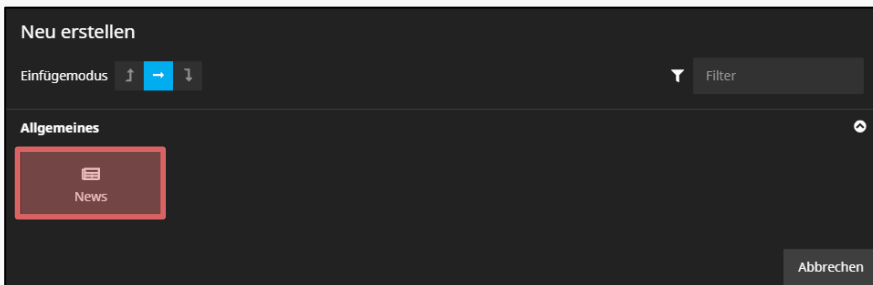 Neu erstellen
Einfügemodus
Filter
Allgemeines
News
Abbrechen